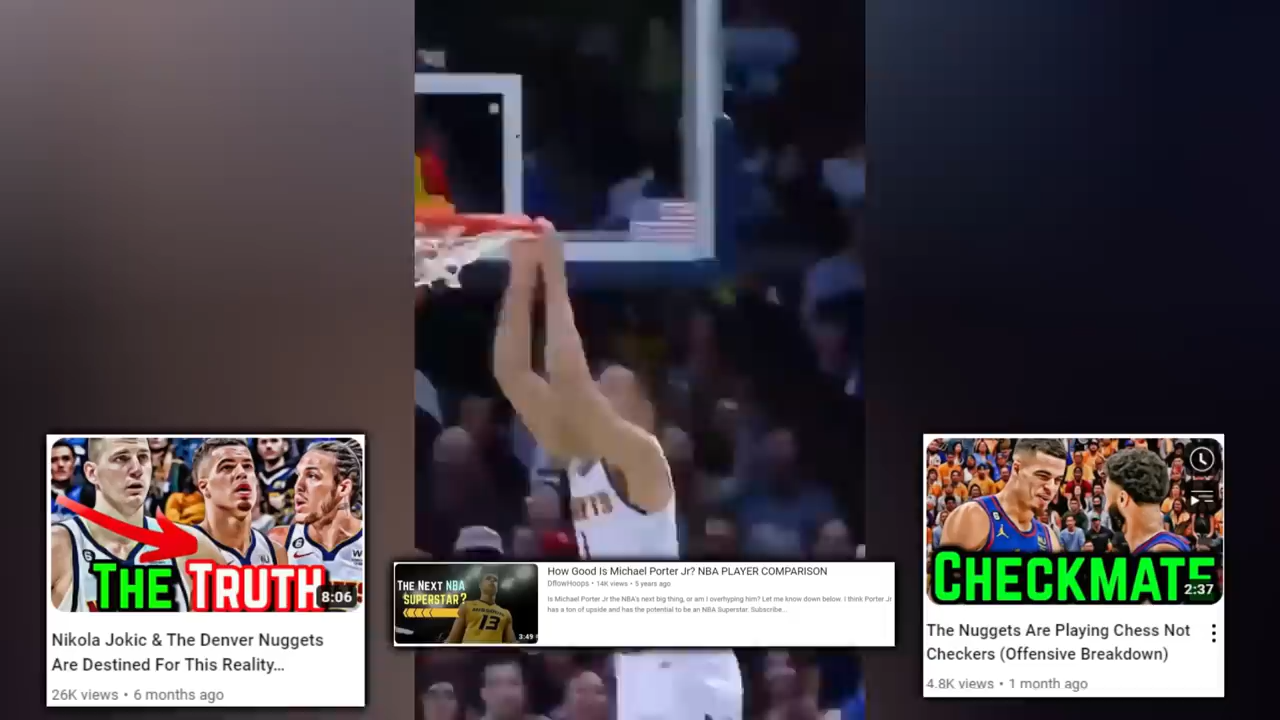 THE TRUTH
8:06
Nikola Jokic & The Denver Nuggets
Are Destined For This Reality...
26K views • 6 months ago
THE NEXT NBA
SUPERSTAR?
MISSOURI
13
3:49
How Good Is Michael Porter Jr? NBA PLAYER COMPARISON
DflowHoops • 14K views • 5 years ago
Is Michael Porter Jr the NBA's next big thing, or am I overhyping him? Let me know down below. I think Porter Jr
has a ton of upside and has the potential to be an NBA Superstar. Subscribe...
CHECKMATE
2:37
The Nuggets Are Playing Chess Not
Checkers (Offensive Breakdown)
4.8K views • 1 month ago